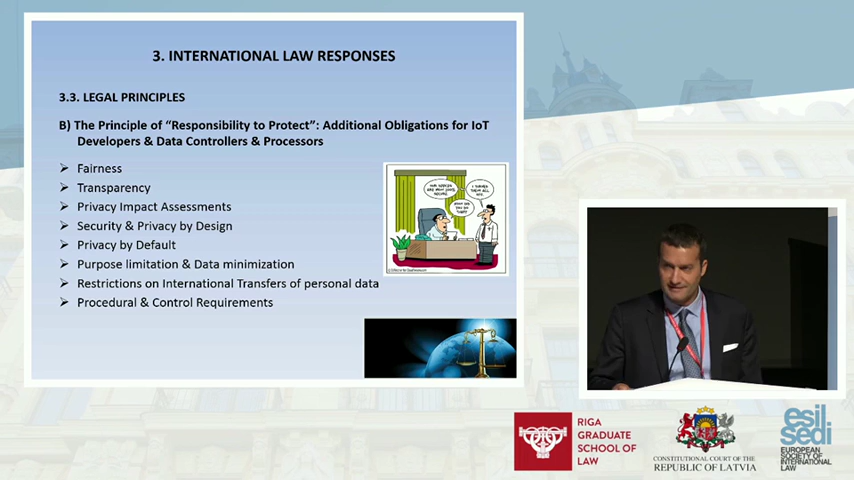 3. INTERNATIONAL LAW RESPONSES
3.3. LEGAL PRINCIPLES
B) The Principle of “Responsibility to Protect”: Additional Obligations for IoT
Developers & Data Controllers & Processors
Fairness
Transparency
Privacy Impact Assessments
Security & Privacy by Design
Privacy by Default
Purpose limitation & Data minimization
Restrictions on International Transfers of personal data
Procedural & Control Requirements
RIGA
GRADUATE
SCHOOL OF
LAW
CONSTITUTIONAL COURT OF THE
REPUBLIC OF LATVIA
esil
sedi
EUROPEAN
SOCIETY OF
INTERNATIONAL
LAW